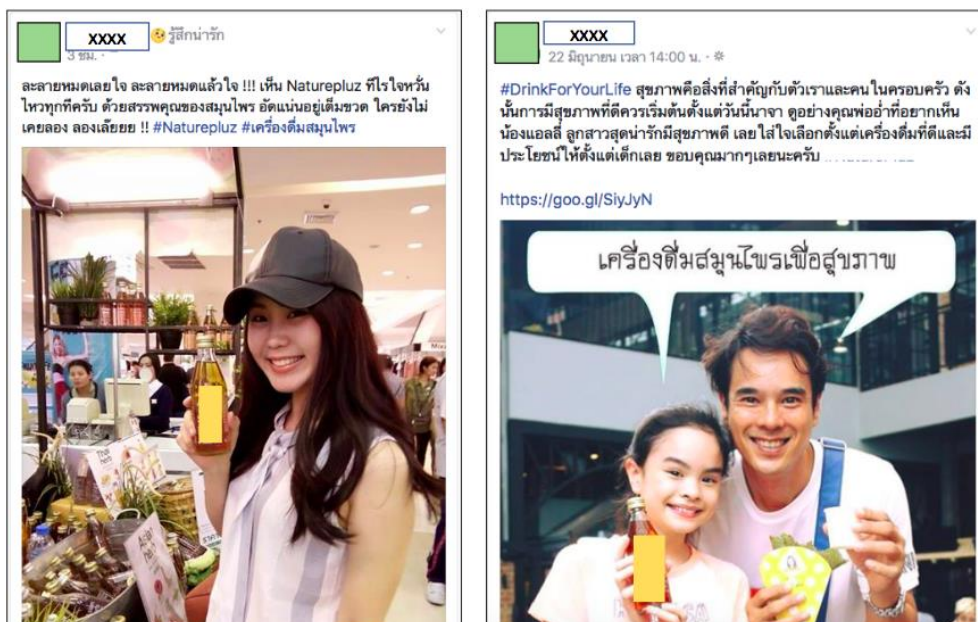 xxxx
รู้สึกน่ารัก
3 ชม.
ละลายหมดเลยใจ ละลายหมดแล้วใจ !!! เห็น Naturepluz ทีไรใจหวั่น
ไหวทุกทีครับ ด้วยสรรพคุณของสมุนไพร อัดแน่นอยู่เต็มขวด ใครยังไม่
เคยลอง ลองเลี๊ยยย !! #Naturepluz #เครื่องดื่มสมุนไพร
xxxx
22 มิถุนายน เวลา 14:00 น.
#DrinkForYourLife สุขภาพคือสิ่งที่สำคัญกับตัวเราและคนในครอบครัว ดัง
นั้นการมีสุขภาพที่ดีควรเริ่มต้นตั้งแต่วันนี้นาจา ดูอย่างคุณพ่ออ่ำที่อยากเห็น
น้องแอลลี่ ลูกสาวสุดน่ารักมีสุขภาพดี เลยใส่ใจเลือกตั้งแต่เครื่องดื่มที่ดีและมี
ประโยชน์ให้ตั้งแต่เด็กเลย ขอบคุณมากๆเลยนะครับ
https://goo.gl/SiyJyN
เครื่องดื่มสมุนไพรเพื่อสุขภาพ